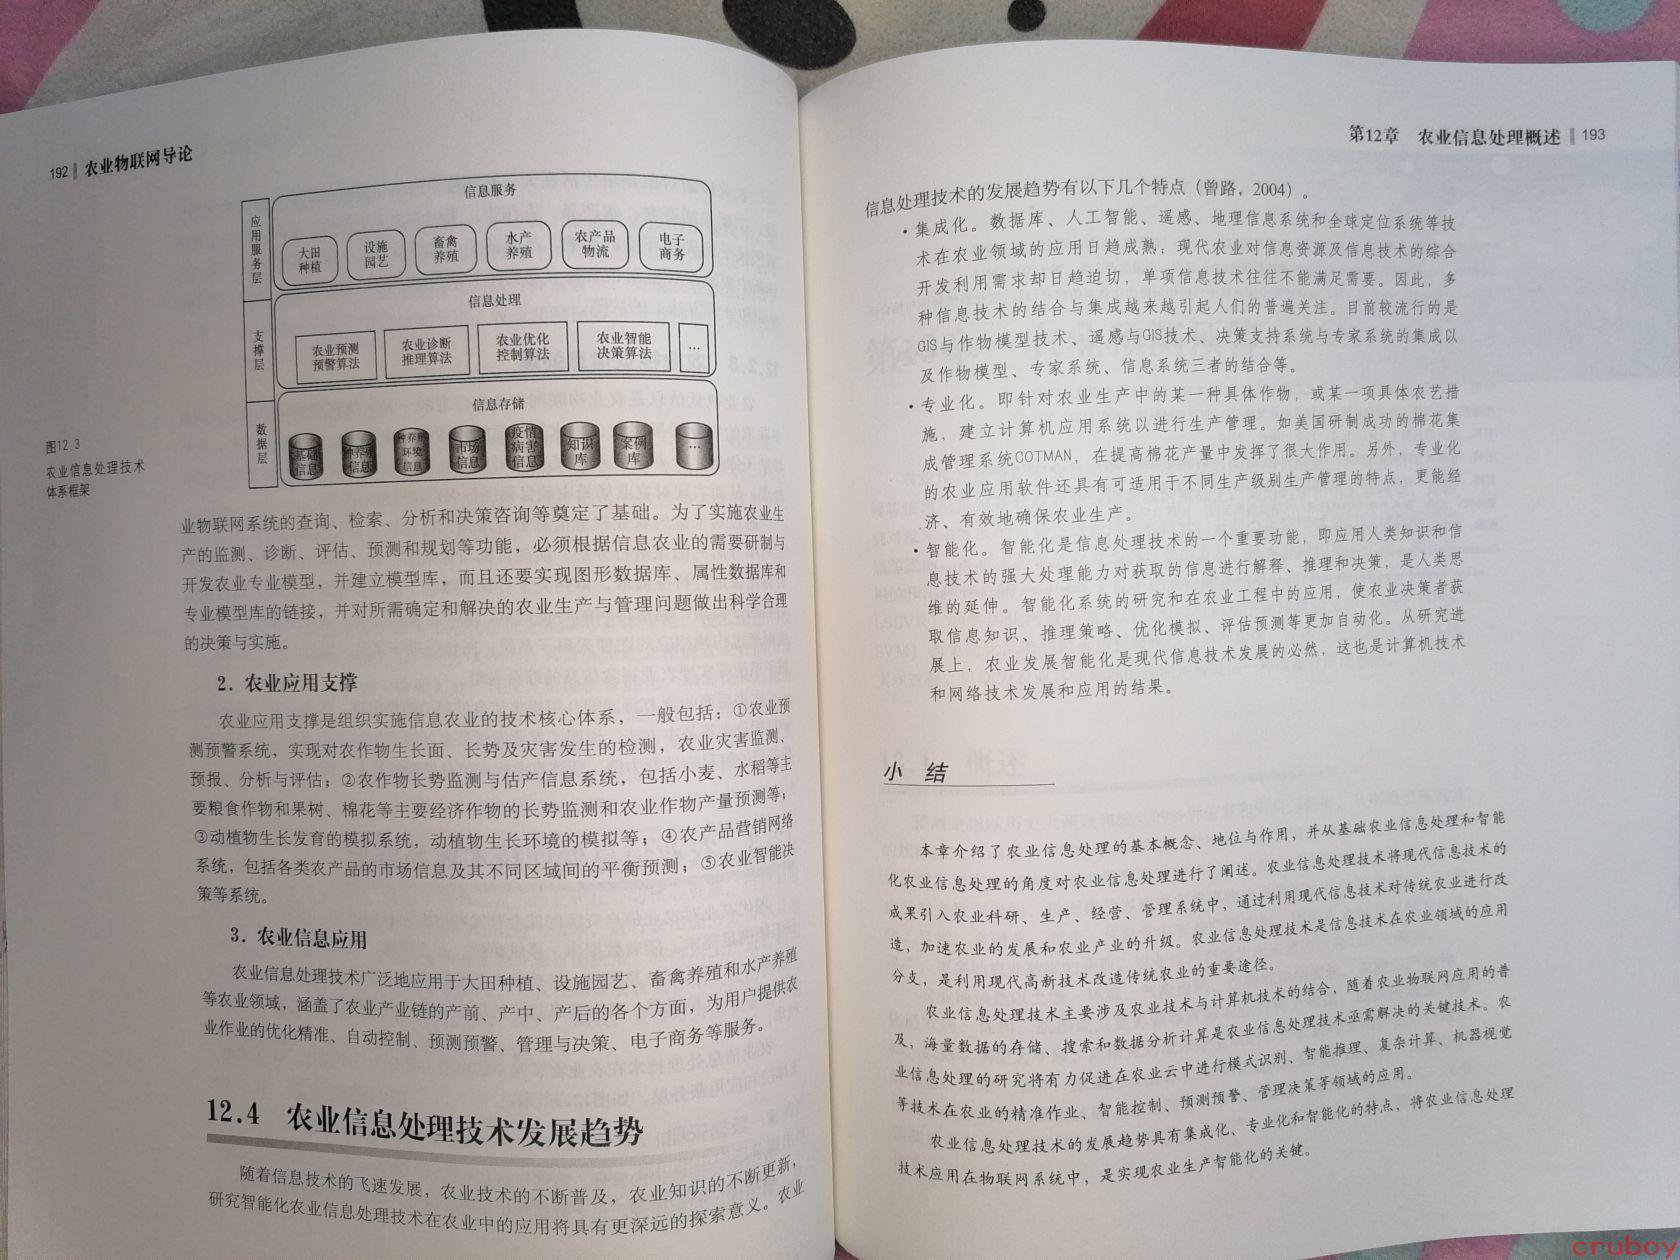 192 农业物联网导论
应用服务层
信息服务
大田种植
设施园艺
畜禽养殖
水产养殖
农产品物流
电子商务
支撑层
信息处理
农业预测预警算法
农业诊断推理算法
农业优化控制算法
农业智能决策算法
…
数据层
信息存储
基础信息
种养殖信息
种养殖环境信息
市场信息
疫情病害信息
知识库
案例库
…
图12.3
农业信息处理技术
体系框架
业物联网系统的查询、检索、分析和决策咨询等奠定了基础。为了实施农业生
产的监测、诊断、评估、预测和规划等功能，必须根据信息农业的需要研制与
开发农业专业模型，并建立模型库，而且还要实现图形数据库、属性数据库和
专业模型库的链接，并对所需确定和解决的农业生产与管理问题做出科学合理
的决策与实施。
2. 农业应用支撑
农业应用支撑是组织实施信息农业的技术核心体系，一般包括：①农业预
测预警系统，实现对农作物生长面、长势及灾害发生的检测，农业灾害监测、
预报、分析与评估；②农作物长势监测与估产信息系统，包括小麦、水稻等主
要粮食作物和果树、棉花等主要经济作物的长势监测和农业作物产量预测等；
③动植物生长发育的模拟系统，动植物生长环境的模拟等；④农产品营销网络
系统，包括各类农产品的市场信息及其不同区域间的平衡预测；⑤农业智能决
策等系统。
3. 农业信息应用
农业信息处理技术广泛地应用于大田种植、设施园艺、畜禽养殖和水产养殖
等农业领域，涵盖了农业产业链的产前、产中、产后的各个方面，为用户提供农
业作业的优化精准、自动控制、预测预警、管理与决策、电子商务等服务。
12.4 农业信息处理技术发展趋势
随着信息技术的飞速发展，农业技术的不断普及，农业知识的不断更新，
研究智能化农业信息处理技术在农业中的应用将具有更深远的探索意义。农业
第12章 农业信息处理概述 193
信息处理技术的发展趋势有以下几个特点（曾路，2004）。
·集成化。数据库、人工智能、遥感、地理信息系统和全球定位系统等技
术在农业领域的应用日趋成熟；现代农业对信息资源及信息技术的综合
开发利用需求却日趋迫切，单项信息技术往往不能满足需要。因此，多
种信息技术的结合与集成越来越引起人们的普遍关注。目前较流行的是
GIS与作物模型技术、遥感与GIS技术、决策支持系统与专家系统的集成以
及作物模型、专家系统、信息系统三者的结合等。
·专业化。即针对农业生产中的某一种具体作物，或某一项具体农艺措
施，建立计算机应用系统以进行生产管理。如美国研制成功的棉花集
成管理系统COTMAN，在提高棉花产量中发挥了很大作用。另外，专业化
的农业应用软件还具有可适用于不同生产级别生产管理的特点，更能经
济、有效地确保农业生产。
·智能化。智能化是信息处理技术的一个重要功能，即应用人类知识和信
息技术的强大处理能力对获取的信息进行解释、推理和决策，是人类思
维的延伸。智能化系统的研究和在农业工程中的应用，使农业决策者获
取信息知识、推理策略、优化模拟、评估预测等更加自动化。从研究进
展上，农业发展智能化是现代信息技术发展的必然，这也是计算机技术
和网络技术发展和应用的结果。
小 结
本章介绍了农业信息处理的基本概念、地位与作用，并从基础农业信息处理和智能
化农业信息处理的角度对农业信息处理进行了阐述。农业信息处理技术将现代信息技术的
成果引入农业科研、生产、经营、管理系统中，通过利用现代信息技术对传统农业进行改
造，加速农业的发展和农业产业的升级。农业信息处理技术是信息技术在农业领域的应用
分支，是利用现代高新技术改造传统农业的重要途径。
农业信息处理技术主要涉及农业技术与计算机技术的结合，随着农业物联网应用的普
及，海量数据的存储、搜索和数据分析计算是农业信息处理技术亟需解决的关键技术。农
业信息处理的研究将有力促进在农业云中进行模式识别、智能推理、复杂计算、机器视觉
等技术在农业的精准作业、智能控制、预测预警、管理决策等领域的应用。
农业信息处理技术的发展趋势具有集成化、专业化和智能化的特点，将农业信息处理
技术应用在物联网系统中，是实现农业生产智能化的关键。
cruboy